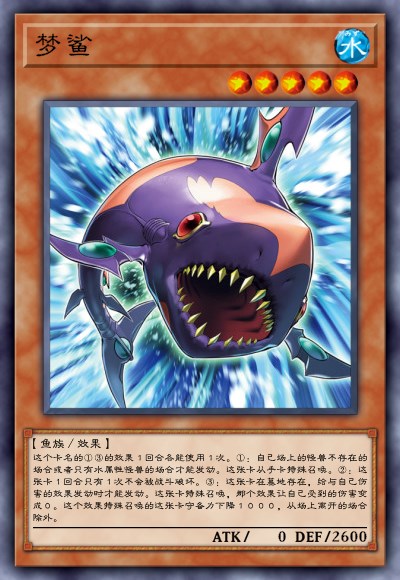 梦鲨
水
【鱼族/效果】
这个卡名的①③的效果1回合各能使用1次。①：自己场上的怪兽不存在的
场合或者只有水属性怪兽的场合才能发动。这张卡从手卡特殊召唤。②：这
张卡1回合只有1次不会被战斗破坏。③：这张卡在墓地存在，给与自己伤
害的效果发动时才能发动。这张卡特殊召唤，那个效果让自己受到的伤害变
成0。这个效果特殊召唤的这张卡守备力下降1000，从场上离开的场合
除外。
ATK/ 0 DEF/2600